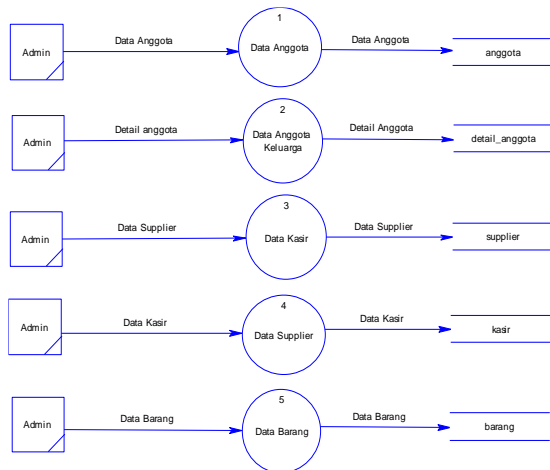 1
Admin
Data Anggota
Data Anggota
Data Anggota
anggota
2
Admin
Detail anggota
Data Anggota
Keluarga
Detail Anggota
detail_anggota
3
Admin
Data Supplier
Data Kasir
Data Supplier
supplier
4
Admin
Data Kasir
Data Supplier
Data Kasir
kasir
5
Admin
Data Barang
Data Barang
Data Barang
barang